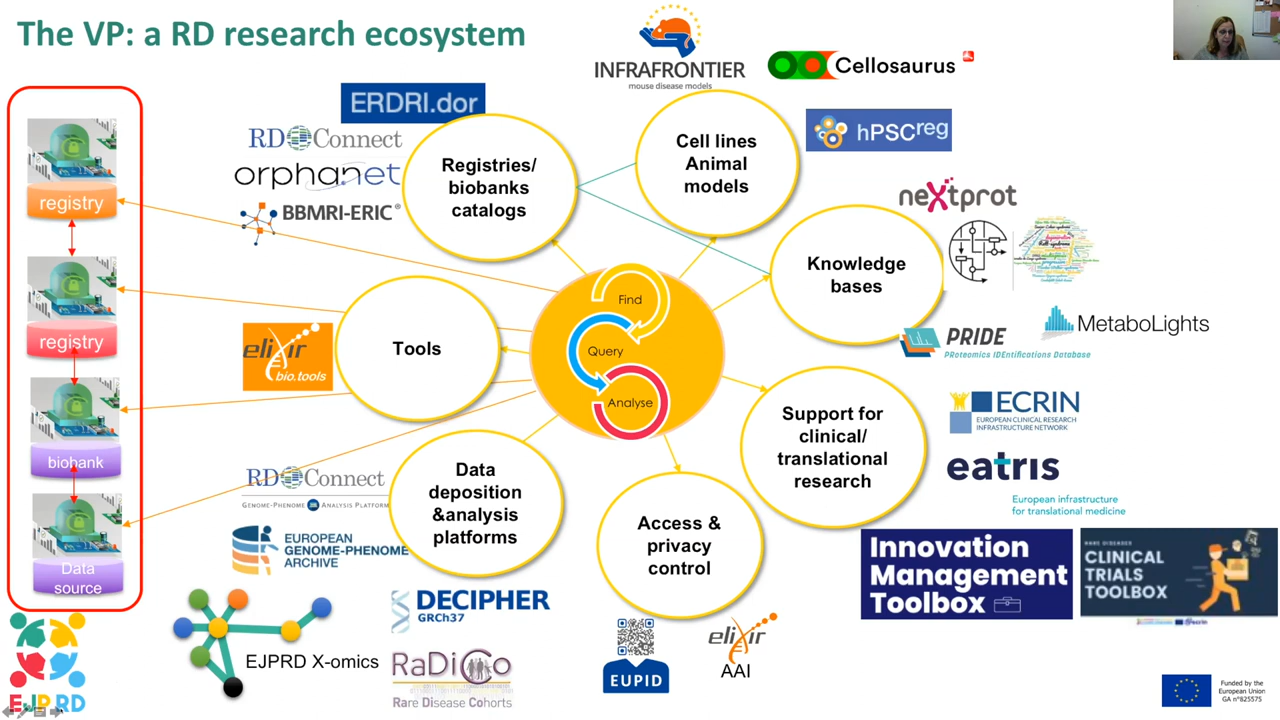 The VP: a RD research ecosystem
INFRAFRONTIER
mouse disease models
Cellosaurus
ERDRI.dor
RD Connect
orphanet
BBMRI-ERIC®
Registries/
biobanks
catalogs
Cell lines
Animal
models
hPSCreg
neXtprot
Knowledge
bases
PRIDE
PRoteomics IDEntifications Database
MetaboLights
registry
registry
biobank
Data
source
elixir
bio.tools
Tools
Find
Query
Analyse
Support for
clinical/
translational
research
ECRIN
EUROPEAN CLINICAL RESEARCH
INFRASTRUCTURE NETWORK
eatris
European infrastructure
for translational medicine
RD Connect
GENOME-PHENOME ANALYSIS PLATFORM
EUROPEAN
GENOME-PHENOME
ARCHIVE
Data
deposition
&analysis
platforms
Access &
privacy
control
Innovation
Management
Toolbox
RARE DISEASES
CLINICAL
TRIALS
TOOLBOX
DECIPHER
GRCh37
EJPRD X-omics
RaDiCo
Rare Disease Cohorts
EUPID
elixir
AAI
EJP RD
Funded by the
European Union
GA n°825575